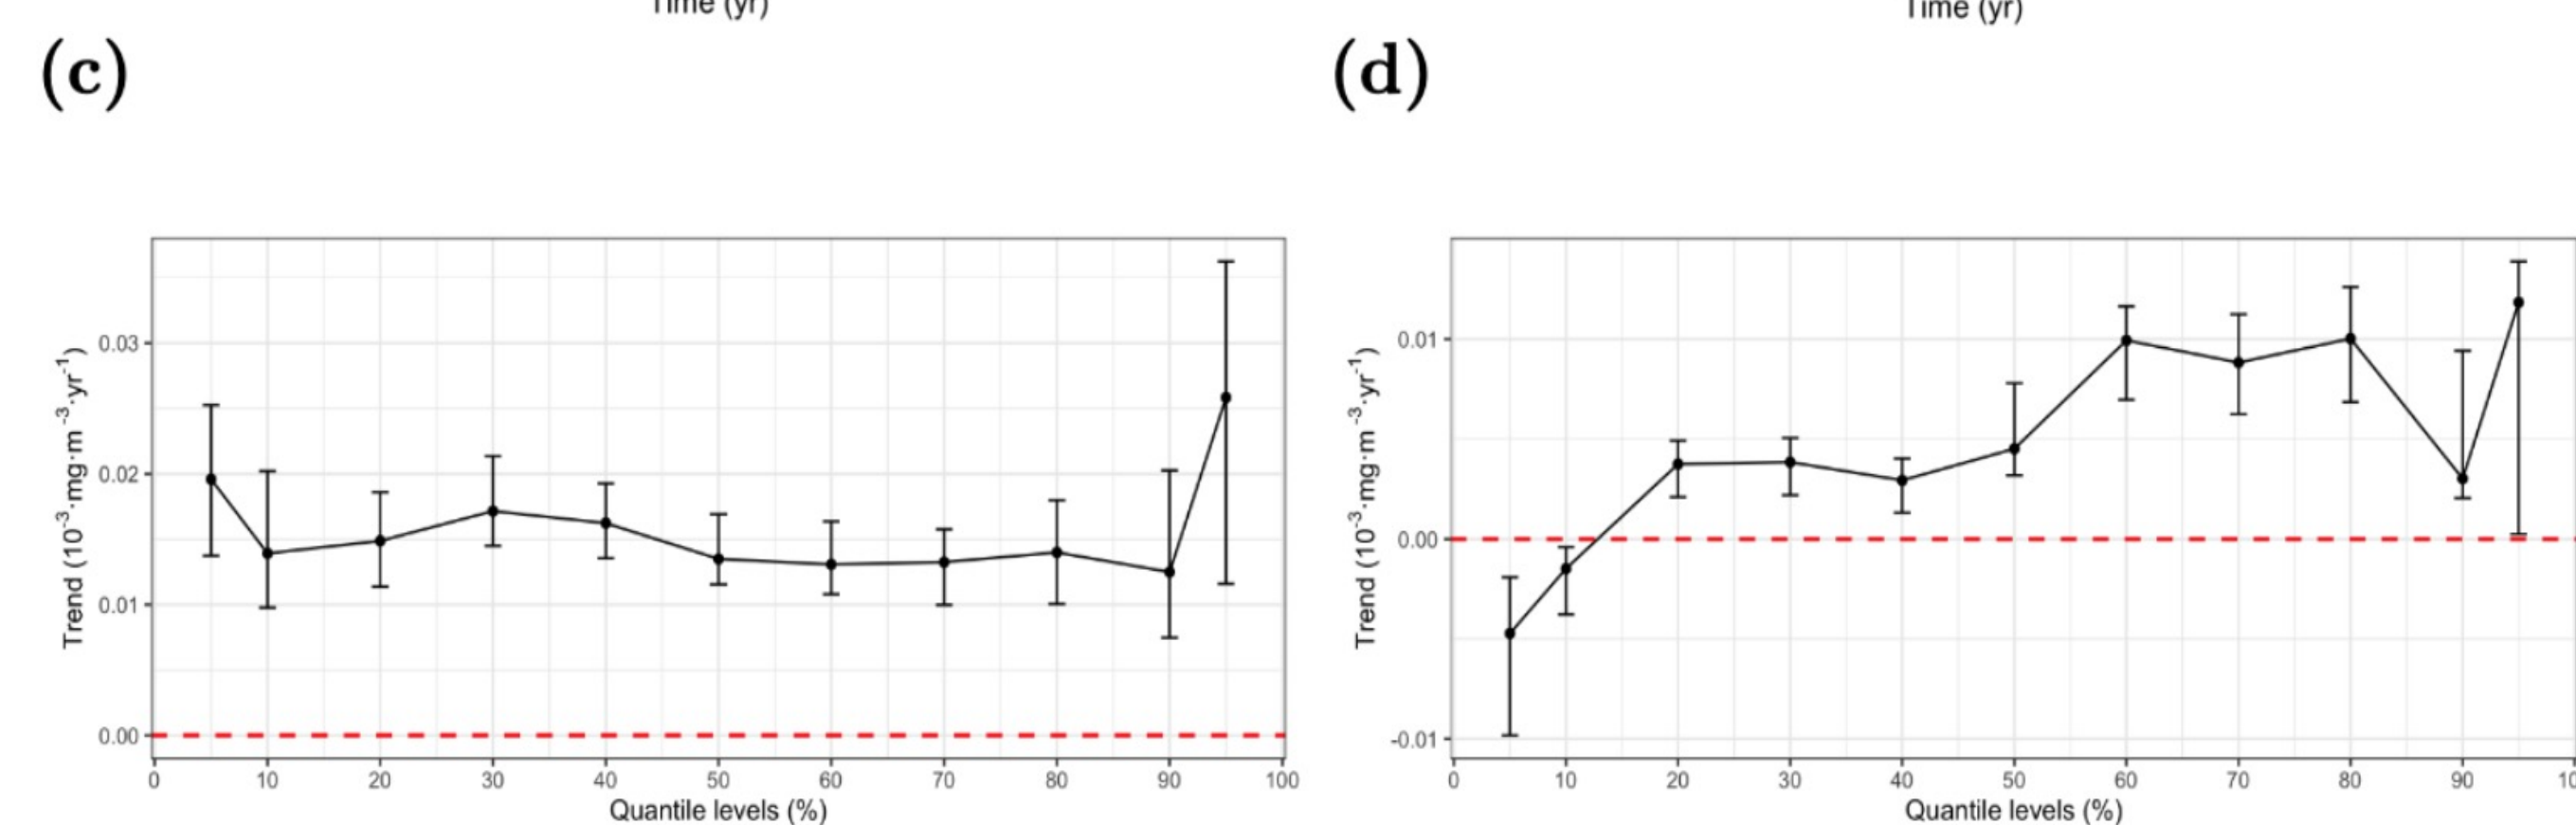 Time (yr)
Time (yr)
(c)
(d)
Trend (10⁻³·mg·m⁻³·yr⁻¹)
0.03
0.02
0.01
0.00
0 10 20 30 40 50 60 70 80 90 100
Quantile levels (%)
Trend (10⁻³·mg·m⁻³·yr⁻¹)
0.01
0.00
-0.01
0 10 20 30 40 50 60 70 80 90 10
Quantile levels (%)